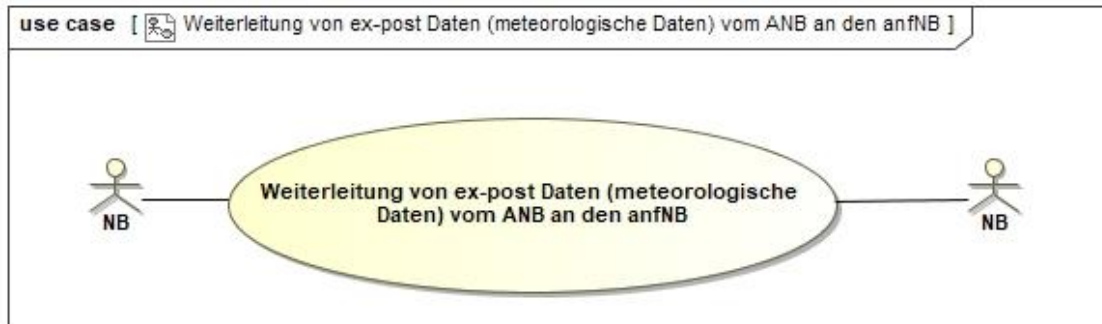 use case [ Weiterleitung von ex-post Daten (meteorologische Daten) vom ANB an den anfNB ]
Weiterleitung von ex-post Daten (meteorologische
Daten) vom ANB an den anfNB
NB
NB